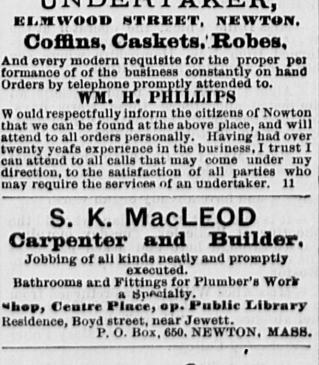 UNDERTAKER,
ELMWOOD STREET, NEWTON.
Coffins, Caskets, Robes,
And every modern requisite for the proper per
formance of of the business constantly on hand
Orders by telephone promptly attended to.
WM. H. PHILLIPS
W ould respectfully inform the citizens of Nowton
that we can be found at the above place, and will
attend to all orders personally. Having had over
twenty yeafs experience in the business, I trust I
can attend to all calls that may come under my
direction, to the satisfaction of all parties who
may require the services of an undertaker. 11
S. K. MacLEOD
Carpenter and Builder,
Jobbing of all kinds neatly and promptly
executed.
Bathrooms and Fittings for Plumber's Work
a Specialty.
Shop, Centre Place, op. Public Library
Residence, Boyd street, near Jewett.
P. O. Box, 650. NEWTON, MASS.